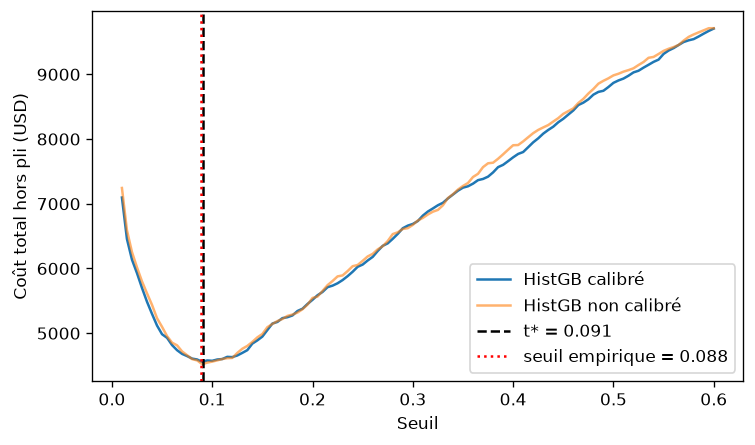 9000
8000
7000
6000
5000
Coût total hors pli (USD)
0.0 0.1 0.2 0.3 0.4 0.5 0.6
Seuil
HistGB calibré
HistGB non calibré
t* = 0.091
seuil empirique = 0.088